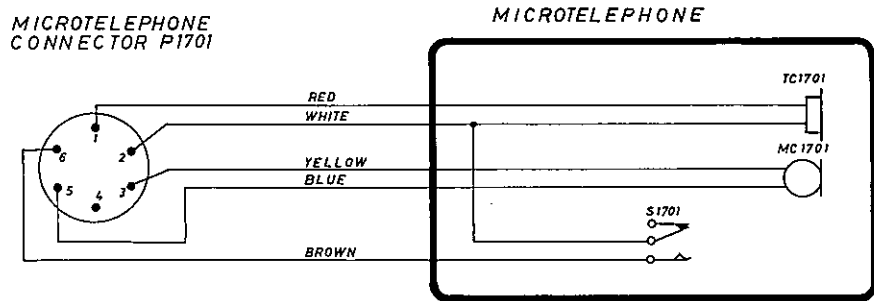 MICROTELEPHONE
CONNECTOR P1701
MICROTELEPHONE
TC1701
RED
WHITE
1
6
2
MC1701
YELLOW
BLUE
5
4
3
S1701
BROWN